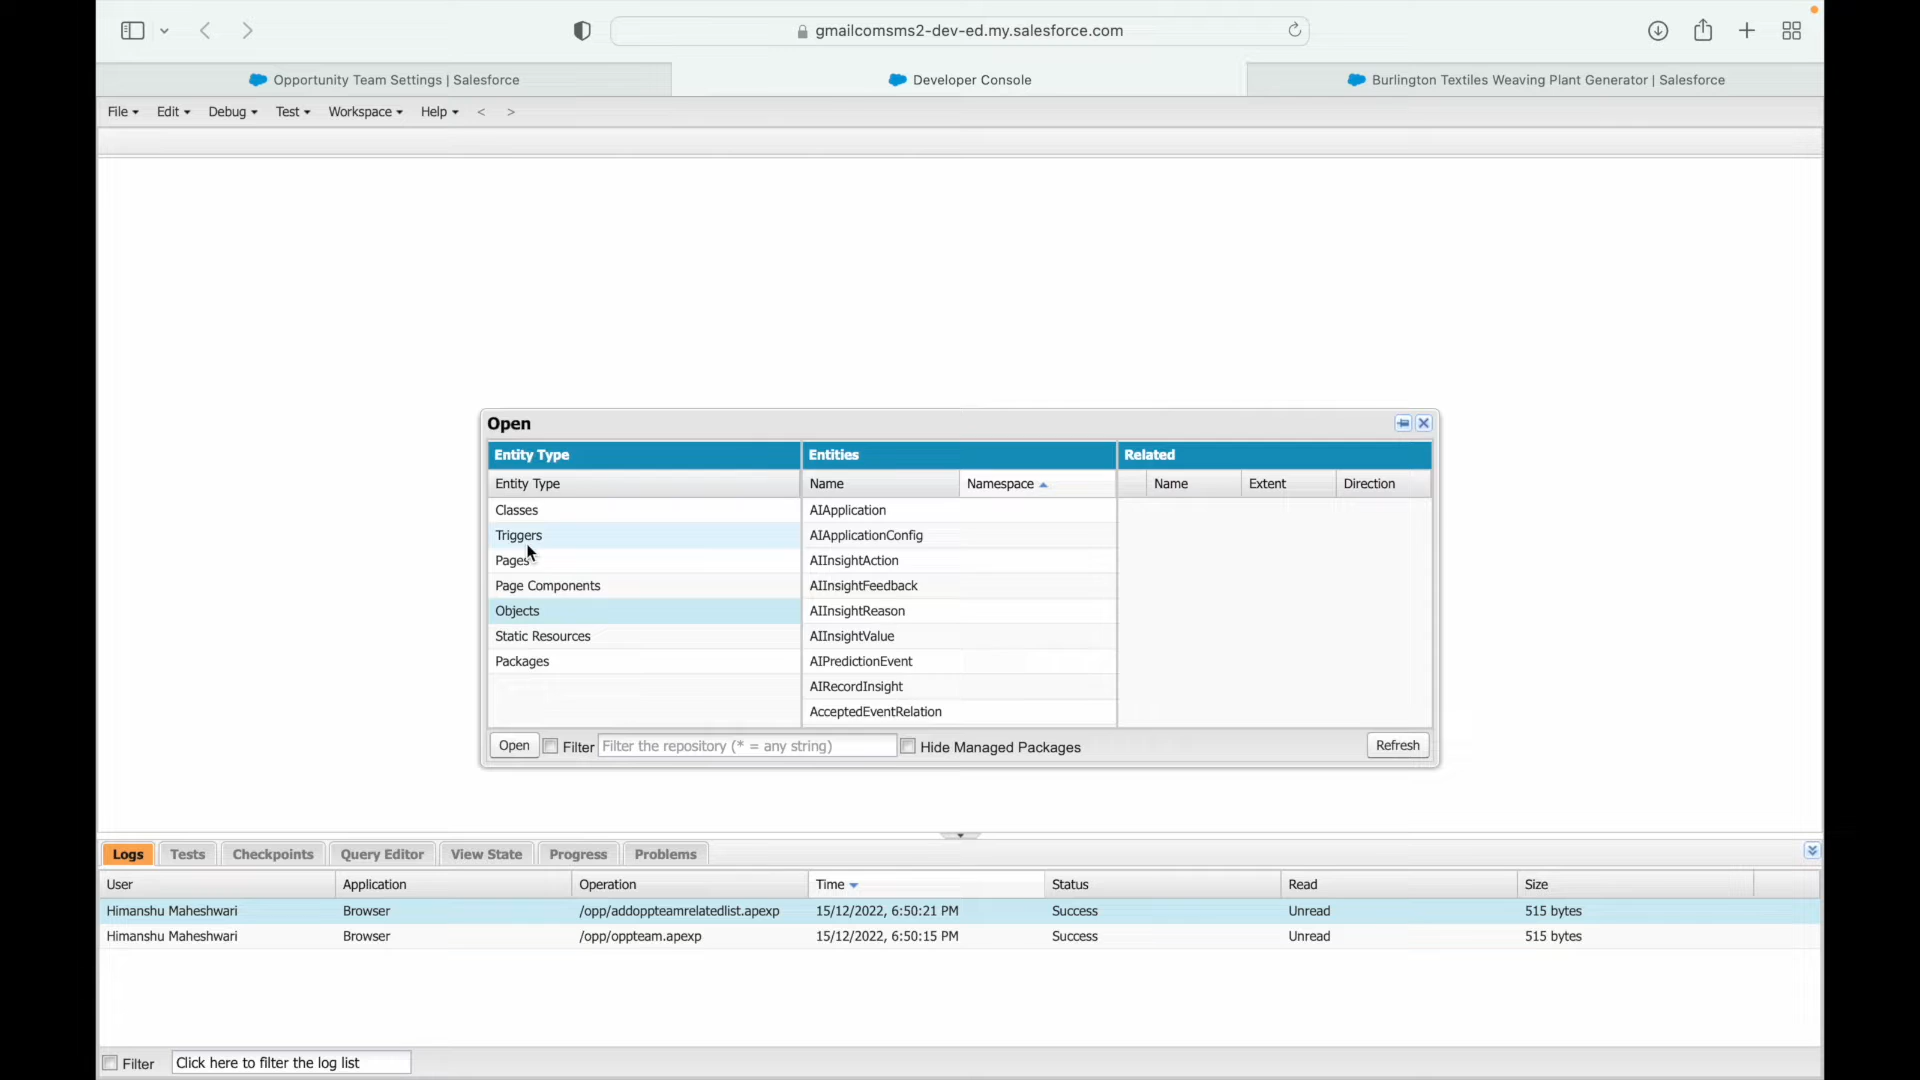 gmailcomsms2-dev-ed.my.salesforce.com
Opportunity Team Settings | Salesforce
Developer Console
Burlington Textiles Weaving Plant Generator | Salesforce
File Edit Debug Test Workspace Help < >
Open
Entity Type Entities Related
Entity Type Name Namespace Name Extent Direction
Classes AIApplication
Triggers AIApplicationConfig
Pages AIInsightAction
Page Components AIInsightFeedback
Objects AIInsightReason
Static Resources AIInsightValue
Packages AIPredictionEvent
AIRecordInsight
AcceptedEventRelation
Open Filter Filter the repository (* = any string) Hide Managed Packages Refresh
Logs Tests Checkpoints Query Editor View State Progress Problems
User Application Operation Time Status Read Size
Himanshu Maheshwari Browser /opp/addoppteamrelatedlist.apexp 15/12/2022, 6:50:21 PM Success Unread 515 bytes
Himanshu Maheshwari Browser /opp/oppteam.apexp 15/12/2022, 6:50:15 PM Success Unread 515 bytes
Filter Click here to filter the log list